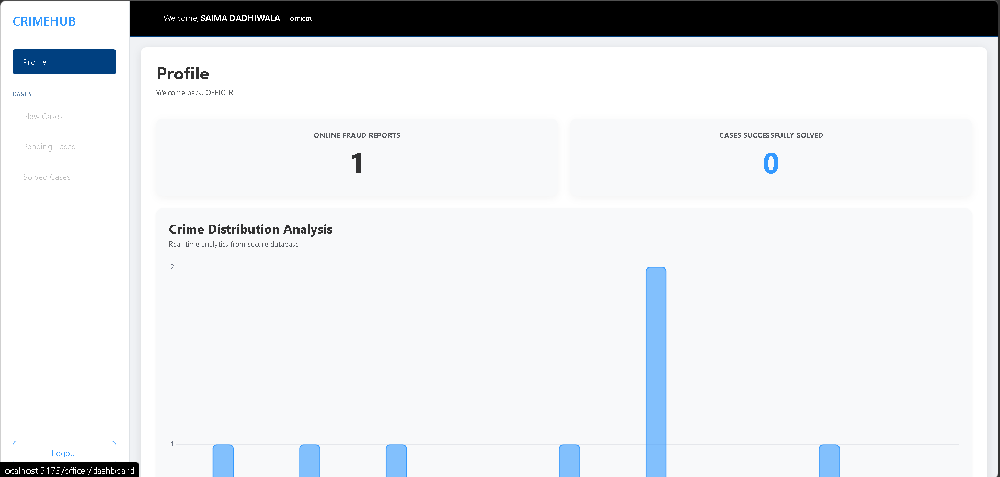 CRIMEHUB
Welcome, SAIMA DADHIWALA OFFICER
Profile
CASES
New Cases
Pending Cases
Solved Cases
Logout
localhost:5173/officer/dashboard
Profile
Welcome back, OFFICER
ONLINE FRAUD REPORTS
1
CASES SUCCESSFULLY SOLVED
0
Crime Distribution Analysis
Real-time analytics from secure database
2
1